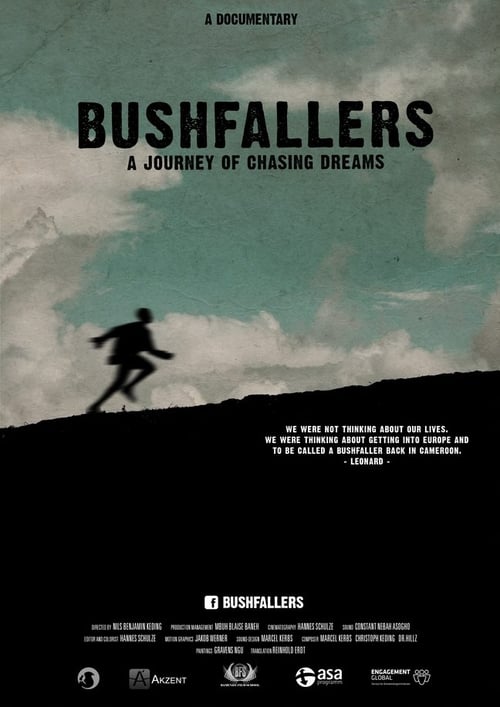 A DOCUMENTARY
BUSHFALLERS
A JOURNEY OF CHASING DREAMS
WE WERE NOT THINKING ABOUT OUR LIVES.
WE WERE THINKING ABOUT GETTING INTO EUROPE AND
TO BE CALLED A BUSHFALLER BACK IN CAMEROON.
- LEONARD -
f BUSHFALLERS
DIRECTED BY NILS BENJAMIN KEDING PRODUCTION MANAGEMENT MBUH BLAISE BANEH CINEMATOGRAPHY HANNES SCHULZE SOUND CONSTANT NEBAH ASOGHO
EDITOR AND COLORIST HANNES SCHULZE MOTION GRAPHICS JAKOB WERNER SOUND-DESIGN MARCEL KERBS COMPOSER MARCEL KERBS CHRISTOPH KEDING DR.HILLZ
PAINTINGS GRAVENS NGU TRANSLATION REINHOLD ERDT
AKZENT
BFS
asa
programm
ENGAGEMENT
GLOBAL